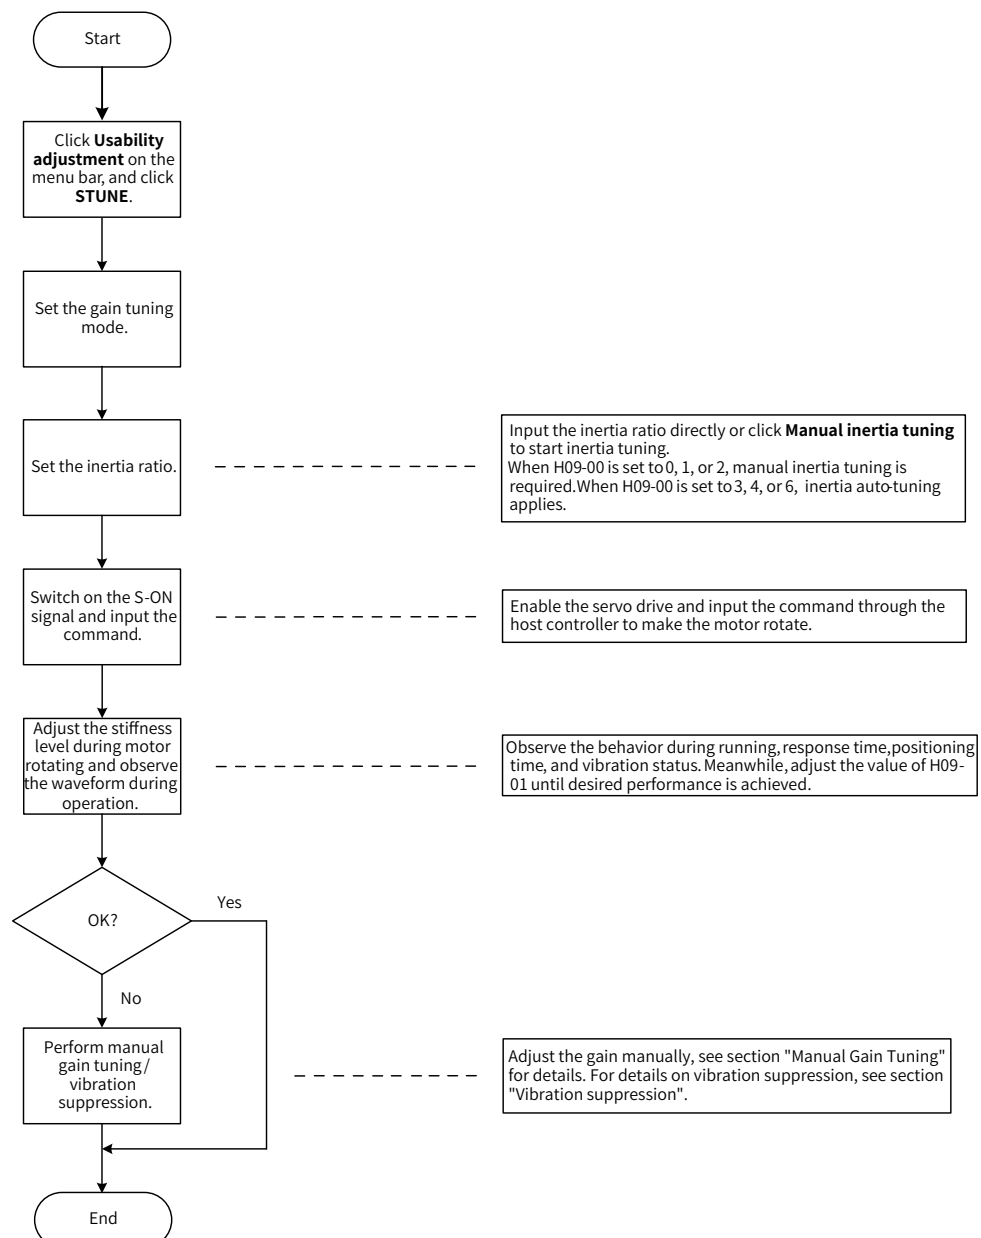 Start
Click Usability
adjustment on the
menu bar, and click
STUNE.
Set the gain tuning
mode.
Set the inertia ratio.
Input the inertia ratio directly or click Manual inertia tuning
to start inertia tuning.
When H09-00 is set to 0, 1, or 2, manual inertia tuning is
required.When H09-00 is set to 3, 4, or 6, inertia auto-tuning
applies.
Switch on the S-ON
signal and input the
command.
Enable the servo drive and input the command through the
host controller to make the motor rotate.
Adjust the stiffness
level during motor
rotating and observe
the waveform during
operation.
Observe the behavior during running, response time, positioning
time, and vibration status. Meanwhile, adjust the value of H09-
01 until desired performance is achieved.
OK?
Yes
No
Perform manual
gain tuning/
vibration
suppression.
Adjust the gain manually, see section "Manual Gain Tuning"
for details. For details on vibration suppression, see section
"Vibration suppression".
End